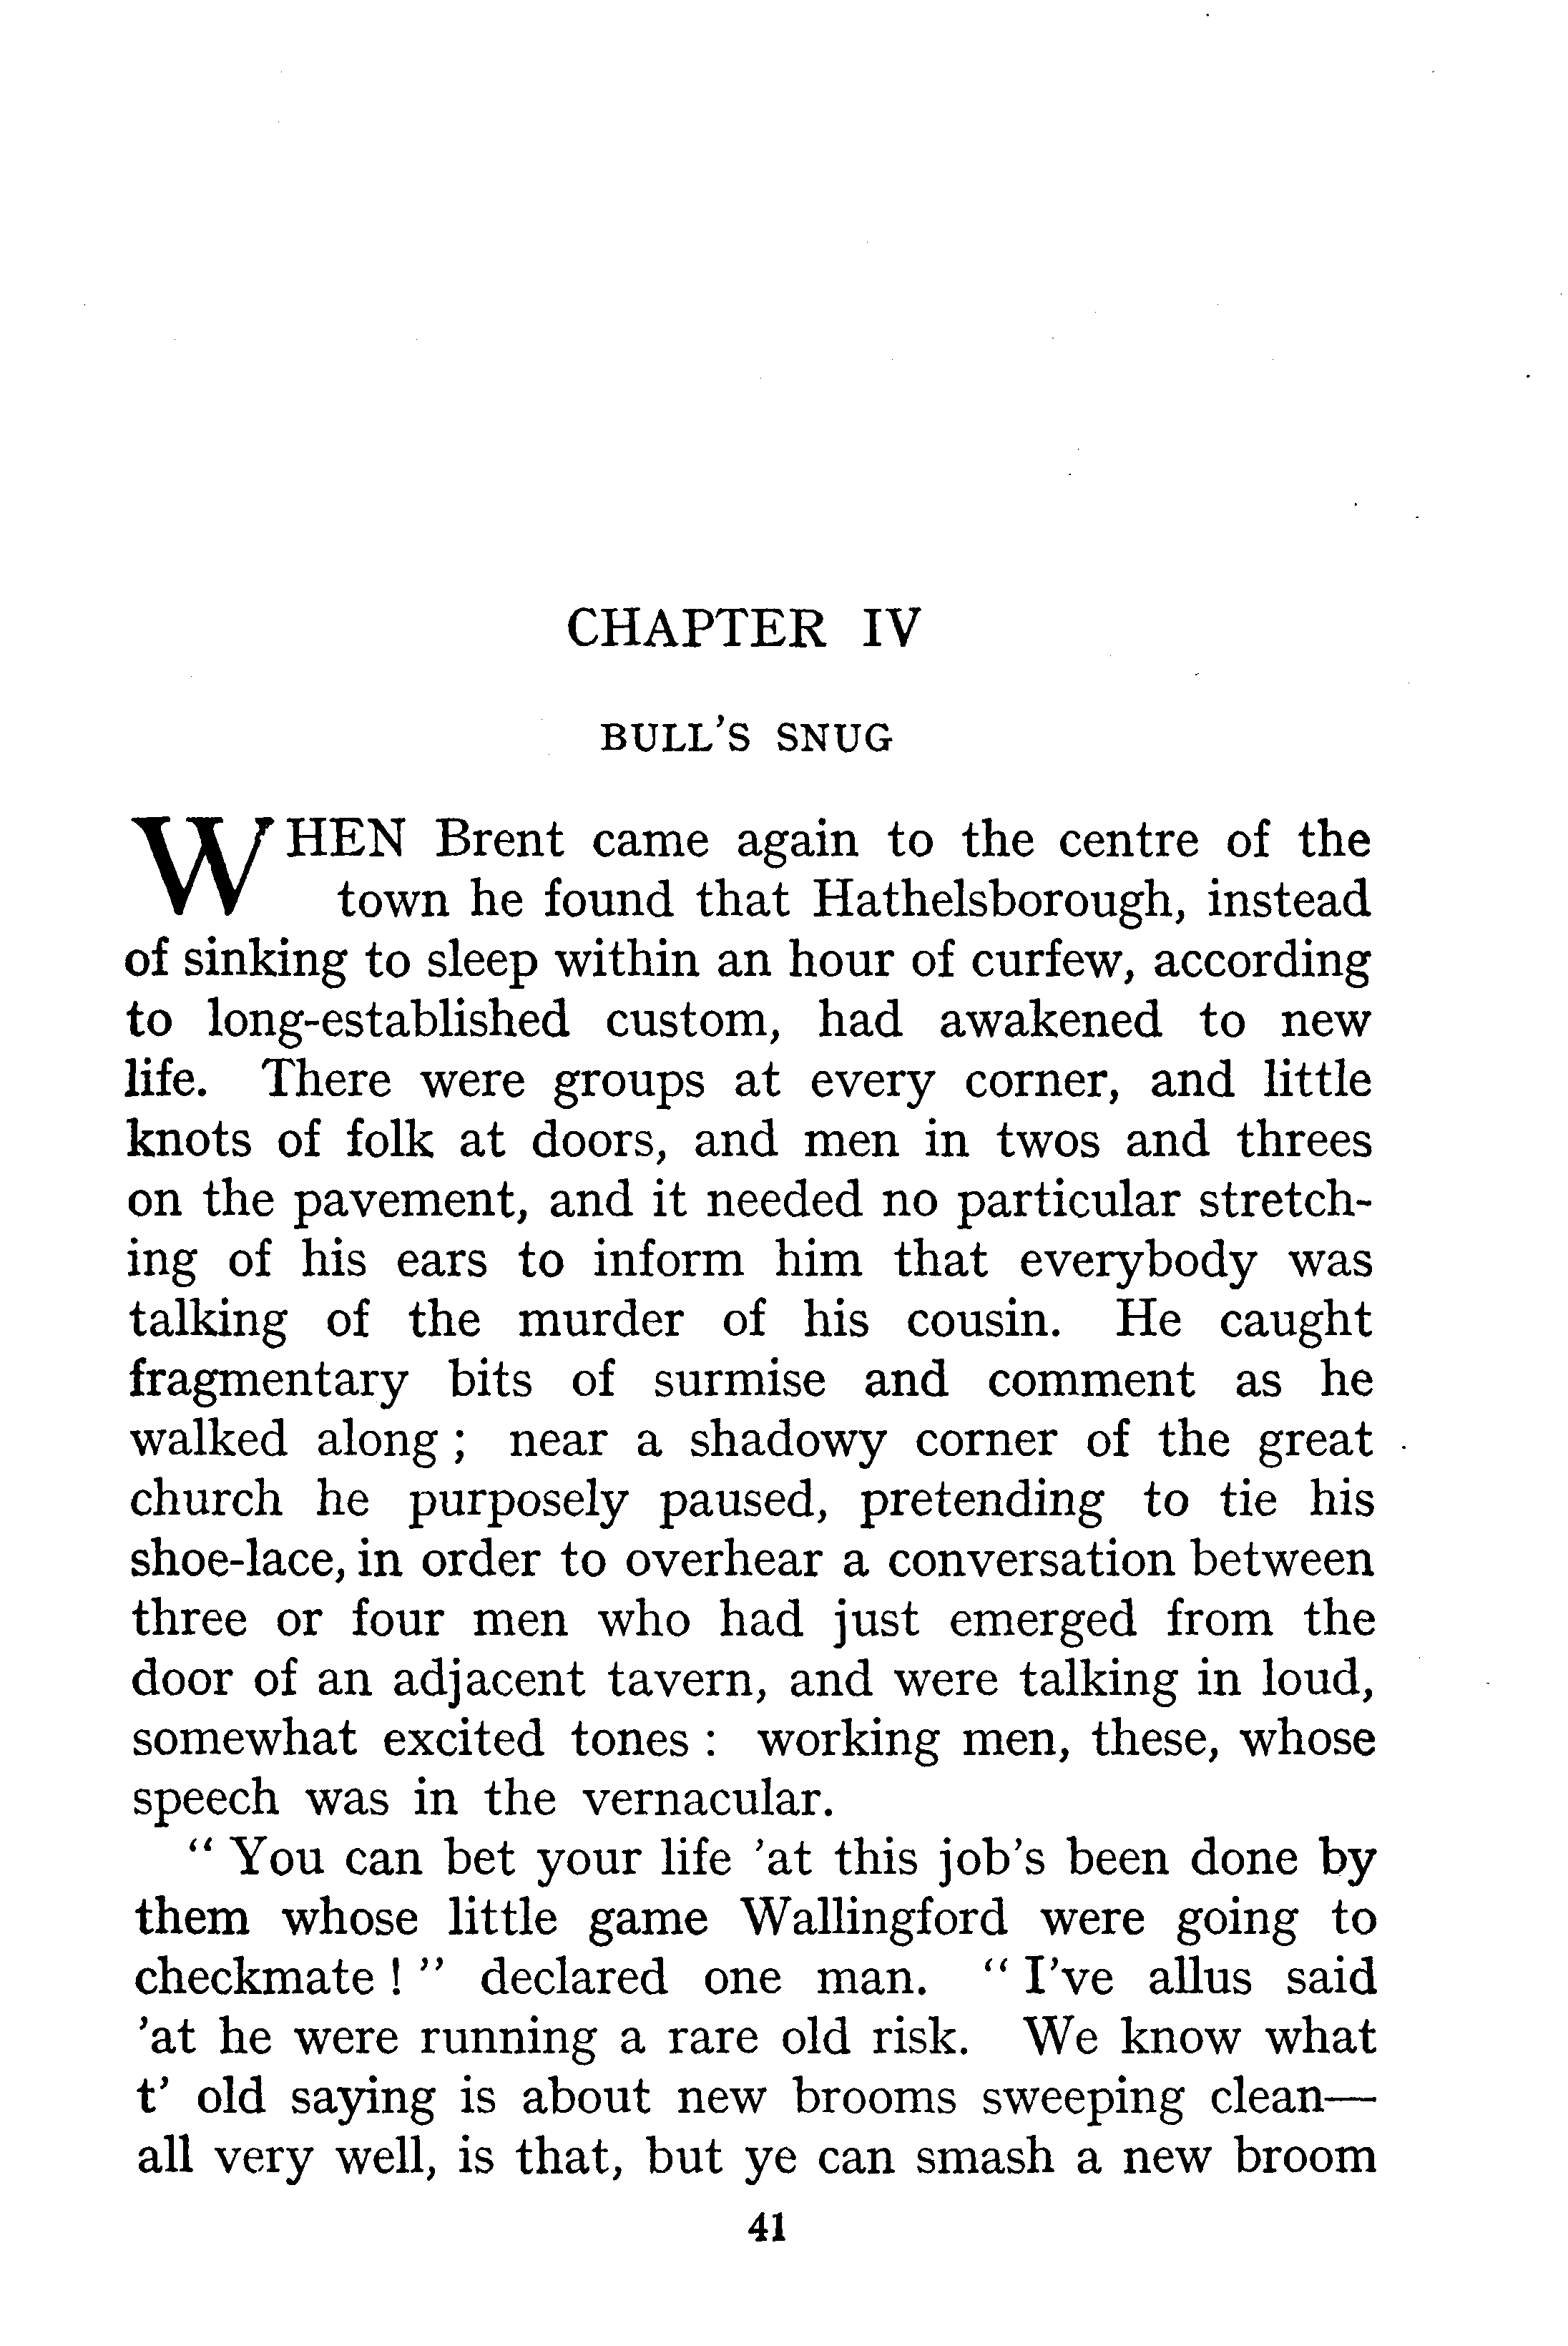 CHAPTER IV
BULL'S SNUG
WHEN Brent came again to the centre of the
town he found that Hathelsborough, instead
of sinking to sleep within an hour of curfew, according
to long-established custom, had awakened to new
life. There were groups at every corner, and little
knots of folk at doors, and men in twos and threes
on the pavement, and it needed no particular stretch-
ing of his ears to inform him that everybody was
talking of the murder of his cousin. He caught
fragmentary bits of surmise and comment as he
walked along ; near a shadowy corner of the great
church he purposely paused, pretending to tie his
shoe-lace, in order to overhear a conversation between
three or four men who had just emerged from the
door of an adjacent tavern, and were talking in loud,
somewhat excited tones : working men, these, whose
speech was in the vernacular.
“ You can bet your life ’at this job’s been done by
them whose little game Wallingford were going to
checkmate ! ” declared one man. “ I’ve allus said
’at he were running a rare old risk. We know what
t’ old saying is about new brooms sweeping clean—
all very well, is that, but ye can smash a new broom
41